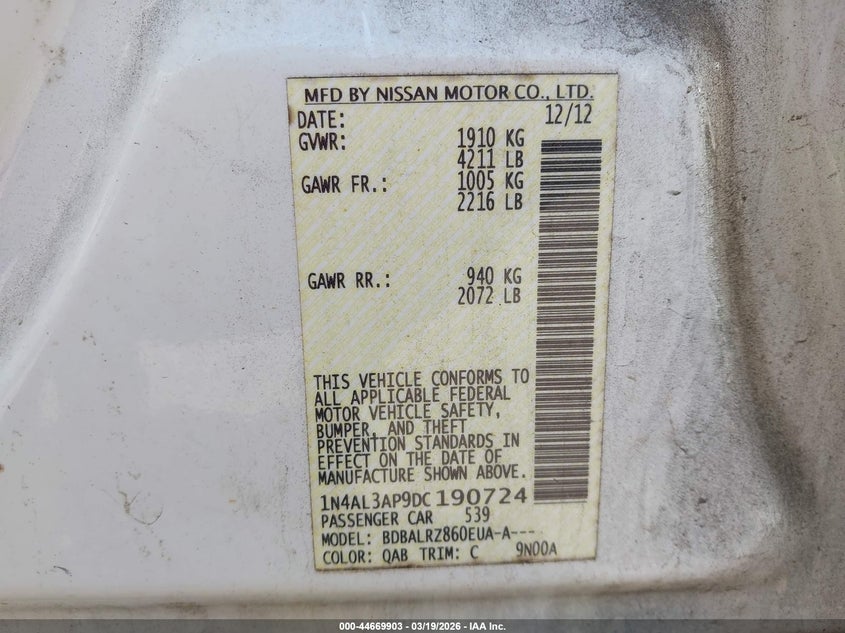 MFD BY NISSAN MOTOR CO., LTD.
DATE: 12/12
GVWR: 1910 KG
4211 LB
GAWR FR.: 1005 KG
2216 LB
GAWR RR.: 940 KG
2072 LB
THIS VEHICLE CONFORMS TO
ALL APPLICABLE FEDERAL
MOTOR VEHICLE SAFETY,
BUMPER, AND THEFT
PREVENTION STANDARDS IN
EFFECT ON THE DATE OF
MANUFACTURE SHOWN ABOVE.
1N4AL3AP9DC190724
PASSENGER CAR 539
MODEL: BDBALRZ860EUA-A----
COLOR: QAB TRIM: C 9N00A
000-44669903 - 03/19/2026 - IAA Inc.